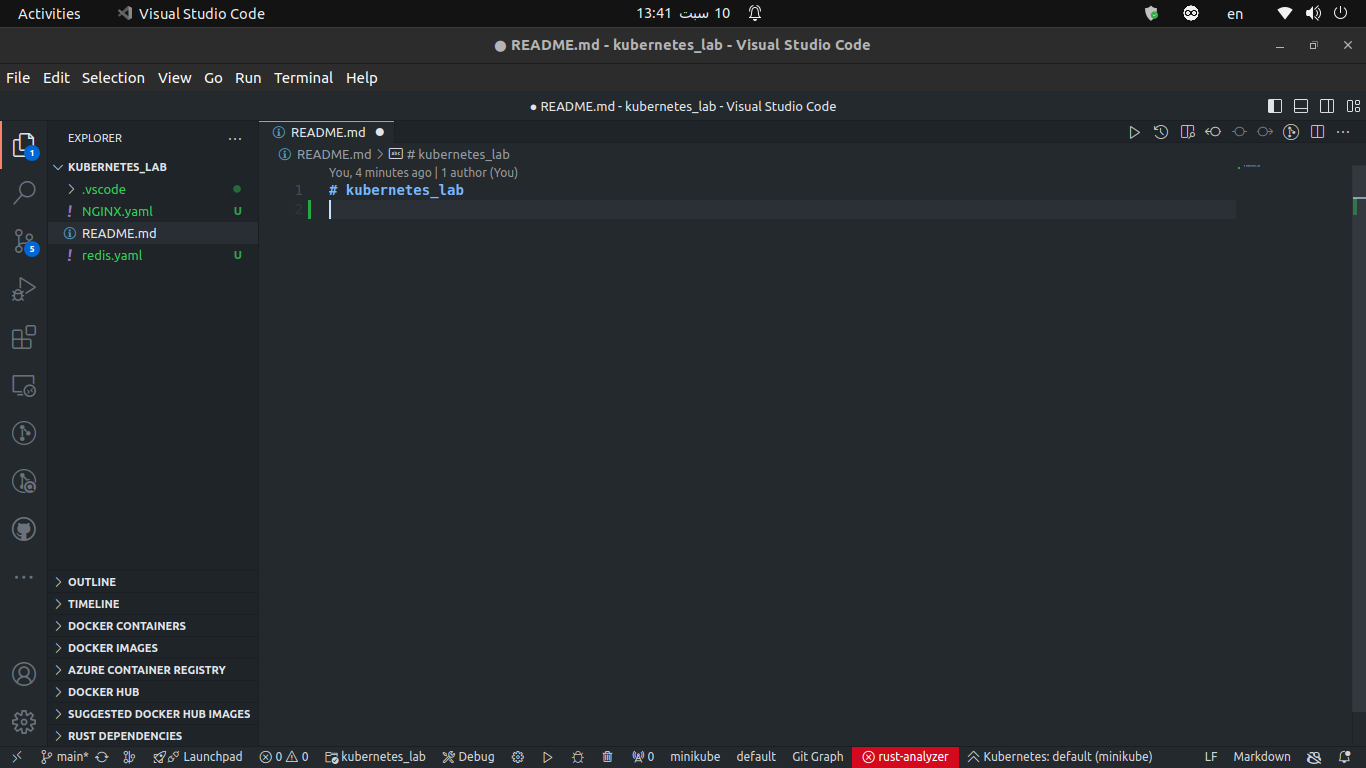 Activities
Visual Studio Code
13:41 سبت 10
en
● README.md - kubernetes_lab - Visual Studio Code
File Edit Selection View Go Run Terminal Help
● README.md - kubernetes_lab - Visual Studio Code
EXPLORER
KUBERNETES_LAB
.vscode
! NGINX.yaml U
README.md
! redis.yaml U
OUTLINE
TIMELINE
DOCKER CONTAINERS
DOCKER IMAGES
AZURE CONTAINER REGISTRY
DOCKER HUB
SUGGESTED DOCKER HUB IMAGES
RUST DEPENDENCIES
1
5
README.md ●
README.md > # kubernetes_lab
You, 4 minutes ago | 1 author (You)
1 # kubernetes_lab
2
main* Launchpad 0 0 kubernetes_lab Debug 0 minikube default Git Graph rust-analyzer Kubernetes: default (minikube) LF Markdown